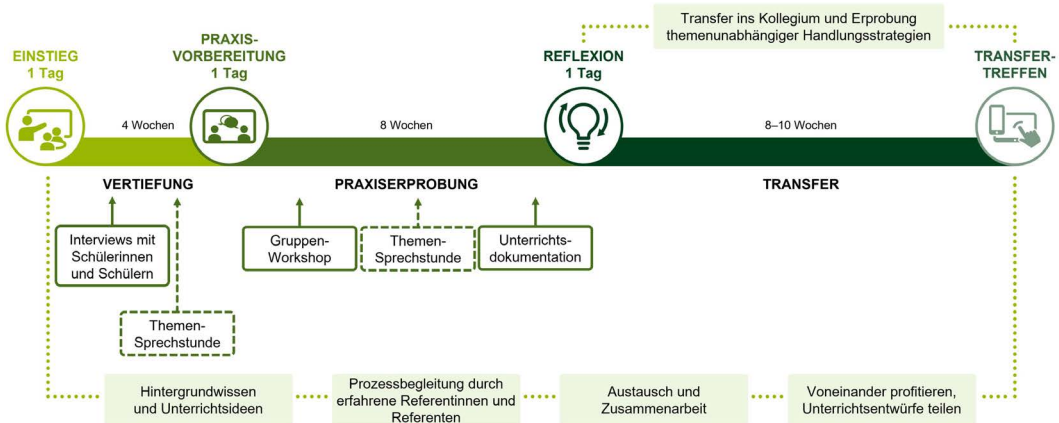 Transfer ins Kollegium und Erprobung
themenunabhängiger Handlungsstrategien
EINSTIEG
1 Tag
PRAXIS-
VORBEREITUNG
1 Tag
REFLEXION
1 Tag
TRANSFER-
TREFFEN
4 Wochen
8 Wochen
8–10 Wochen
VERTIEFUNG
PRAXISERPROBUNG
TRANSFER
Interviews mit
Schülerinnen
und Schülern
Themen-
Sprechstunde
Gruppen-
Workshop
Themen-
Sprechstunde
Unterrichts-
dokumentation
Hintergrundwissen
und Unterrichtsideen
Prozessbegleitung durch
erfahrene Referentinnen und
Referenten
Austausch und
Zusammenarbeit
Voneinander profitieren,
Unterrichtsentwürfe teilen